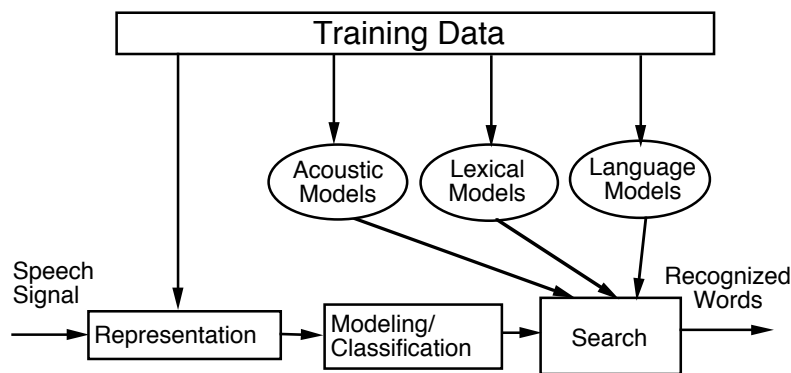 Training Data
Acoustic
Models
Lexical
Models
Language
Models
Speech
Signal
Recognized
Words
Representation
Modeling/
Classification
Search